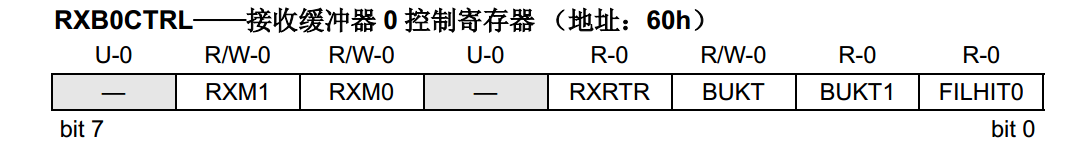 RXB0CTRL——接收缓冲器 0 控制寄存器 （地址：60h）
U-0 R/W-0 R/W-0 U-0 R-0 R/W-0 R-0 R-0
— RXM1 RXM0 — RXRTR BUKT BUKT1 FILHIT0
bit 7 bit 0